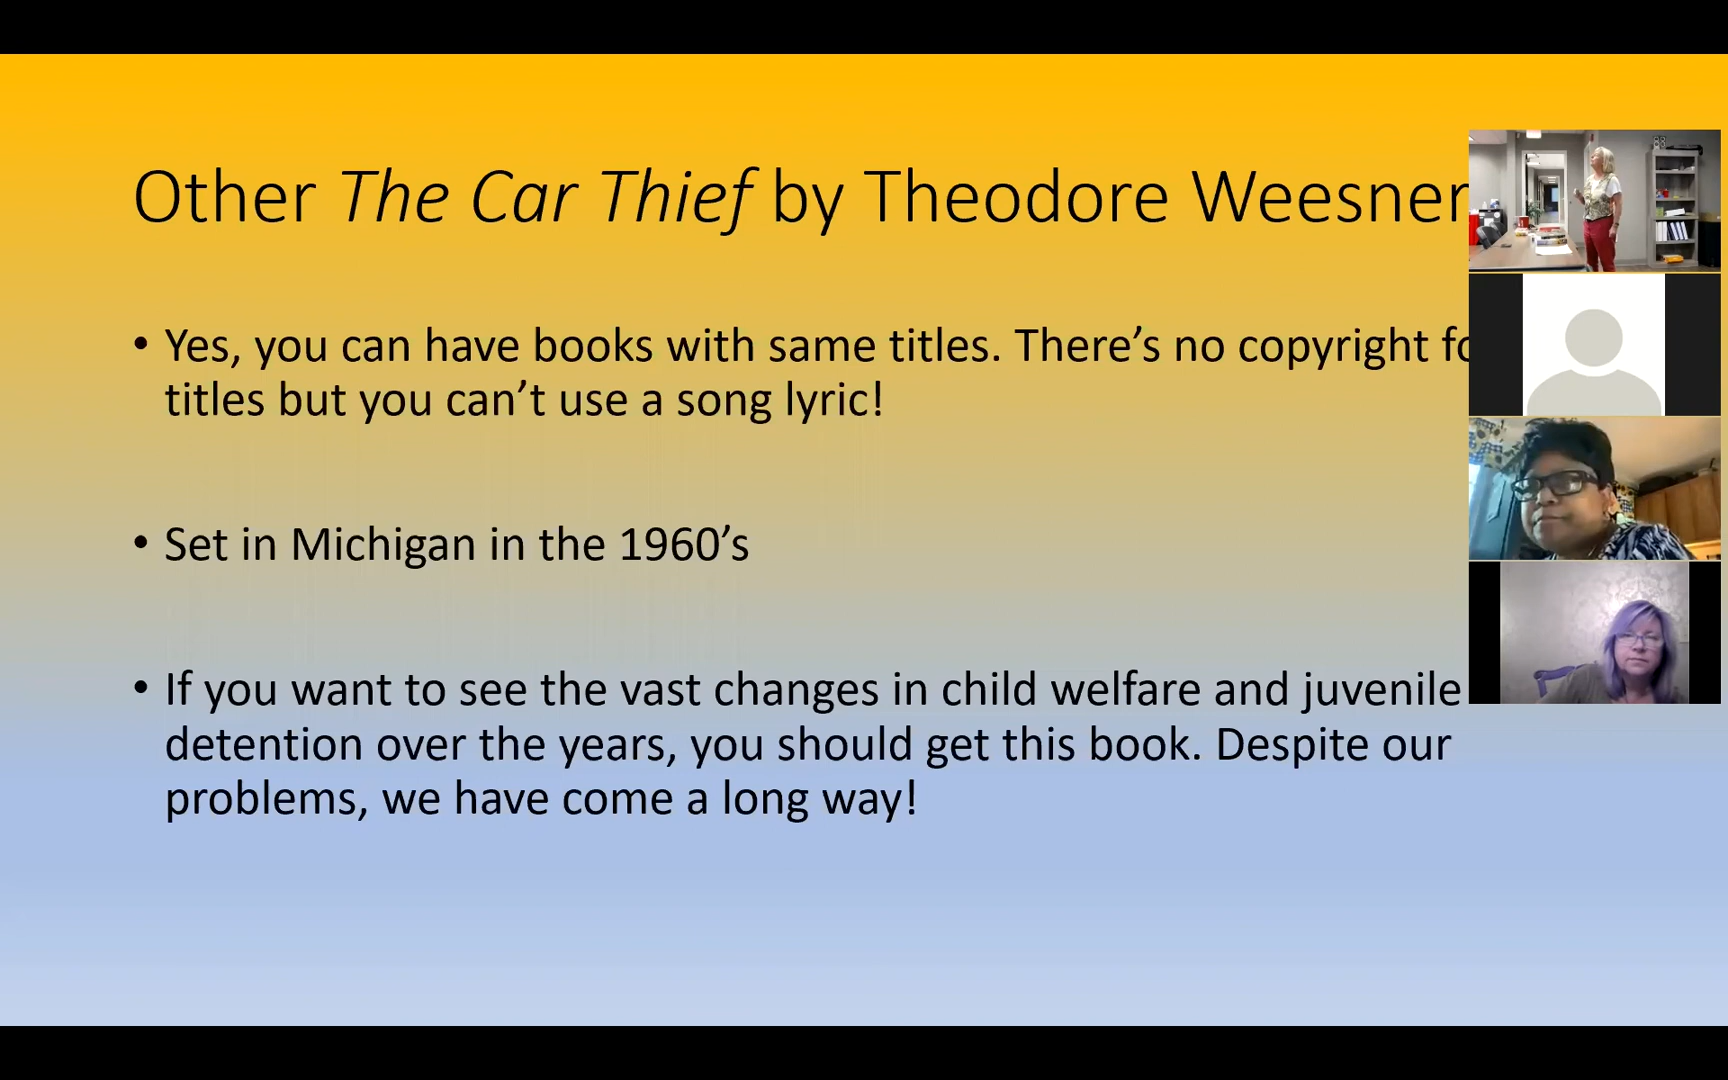 Other The Car Thief by Theodore Weesner
• Yes, you can have books with same titles. There’s no copyright fo
titles but you can’t use a song lyric!
• Set in Michigan in the 1960’s
• If you want to see the vast changes in child welfare and juvenile
detention over the years, you should get this book. Despite our
problems, we have come a long way!